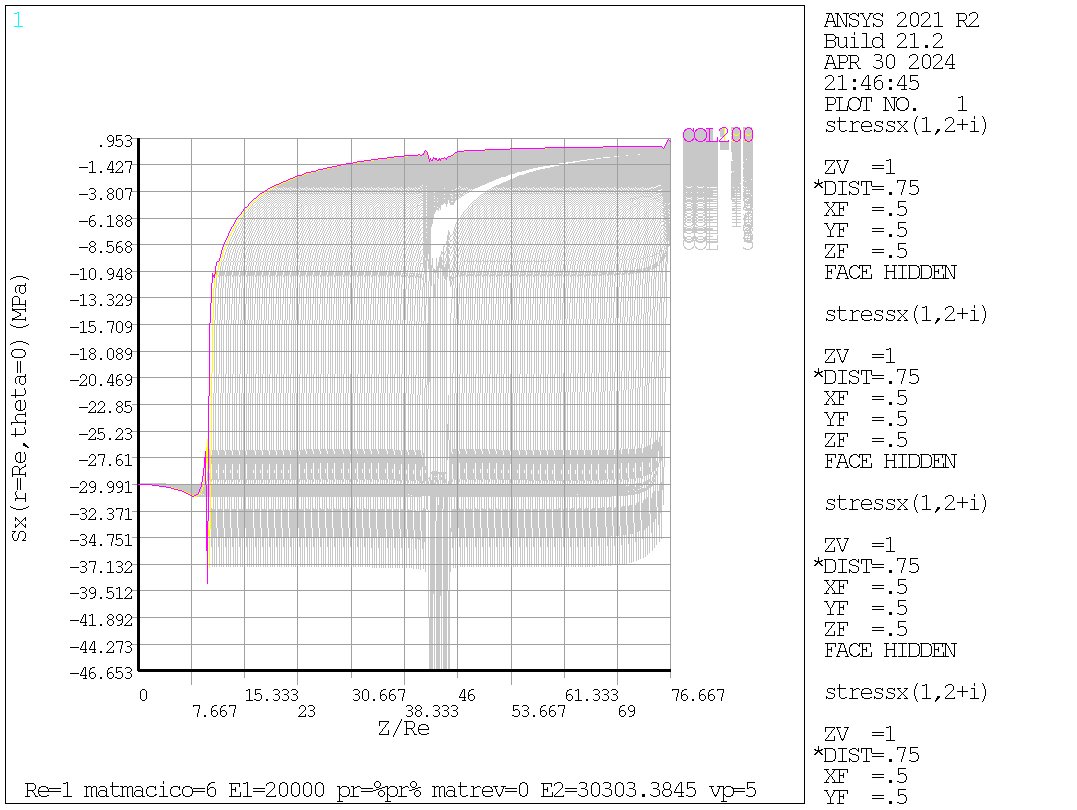 1
ANSYS 2021 R2
Build 21.2
APR 30 2024
21:46:45
PLOT NO.   1
stressx(1,2+i)
ZV  =1
*DIST=.75
XF  =.5
YF  =.5
ZF  =.5
FACE HIDDEN
stressx(1,2+i)
ZV  =1
*DIST=.75
XF  =.5
YF  =.5
ZF  =.5
FACE HIDDEN
stressx(1,2+i)
ZV  =1
*DIST=.75
XF  =.5
YF  =.5
ZF  =.5
FACE HIDDEN
stressx(1,2+i)
ZV  =1
*DIST=.75
XF  =.5
YF  =.5
Sx(r=Re,theta=0)(MPa)
.953
-1.427
-3.807
-6.188
-8.568
-10.948
-13.329
-15.709
-18.089
-20.469
-22.85
-25.23
-27.61
-29.991
-32.371
-34.751
-37.132
-39.512
-41.892
-44.273
-46.653
0
7.667
15.333
23
30.667
38.333
46
53.667
61.333
69
76.667
Z/Re
Re=1 matmacico=6 E1=20000 pr=%pr% matrev=0 E2=30303.3845 vp=5